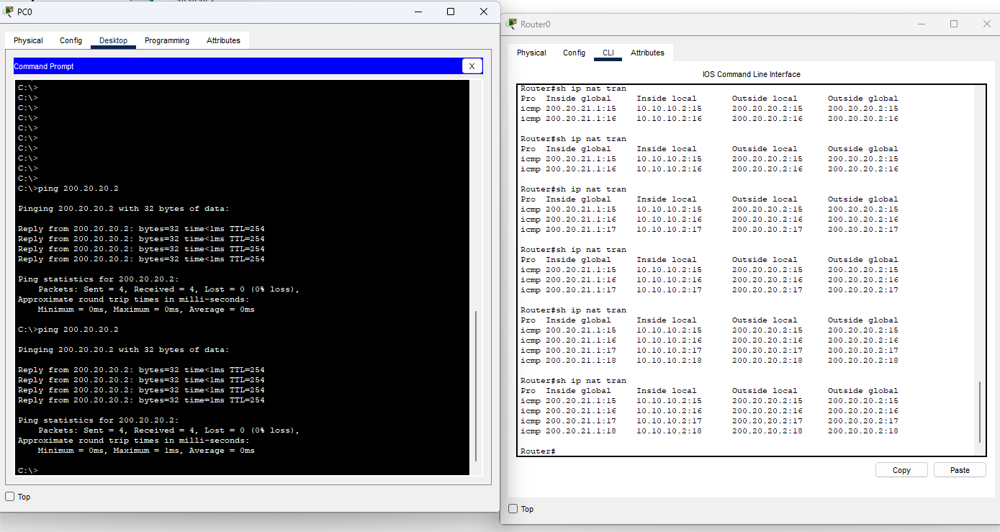 PC0
Physical Config Desktop Programming Attributes
Command Prompt X
C:\>
C:\>
C:\>
C:\>
C:\>
C:\>
C:\>
C:\>
C:\>
C:\>
C:\>ping 200.20.20.2
Pinging 200.20.20.2 with 32 bytes of data:
Reply from 200.20.20.2: bytes=32 time<1ms TTL=254
Reply from 200.20.20.2: bytes=32 time<1ms TTL=254
Reply from 200.20.20.2: bytes=32 time<1ms TTL=254
Reply from 200.20.20.2: bytes=32 time<1ms TTL=254
Ping statistics for 200.20.20.2:
Packets: Sent = 4, Received = 4, Lost = 0 (0% loss),
Approximate round trip times in milli-seconds:
Minimum = 0ms, Maximum = 0ms, Average = 0ms
C:\>ping 200.20.20.2
Pinging 200.20.20.2 with 32 bytes of data:
Reply from 200.20.20.2: bytes=32 time<1ms TTL=254
Reply from 200.20.20.2: bytes=32 time<1ms TTL=254
Reply from 200.20.20.2: bytes=32 time<1ms TTL=254
Reply from 200.20.20.2: bytes=32 time=1ms TTL=254
Ping statistics for 200.20.20.2:
Packets: Sent = 4, Received = 4, Lost = 0 (0% loss),
Approximate round trip times in milli-seconds:
Minimum = 0ms, Maximum = 1ms, Average = 0ms
C:\>
Top
Router0
Physical Config CLI Attributes
IOS Command Line Interface
Router#sh ip nat tran
Pro Inside global Inside local Outside local Outside global
icmp 200.20.21.1:15 10.10.10.2:15 200.20.20.2:15 200.20.20.2:15
icmp 200.20.21.1:16 10.10.10.2:16 200.20.20.2:16 200.20.20.2:16
Router#sh ip nat tran
Pro Inside global Inside local Outside local Outside global
icmp 200.20.21.1:15 10.10.10.2:15 200.20.20.2:15 200.20.20.2:15
icmp 200.20.21.1:16 10.10.10.2:16 200.20.20.2:16 200.20.20.2:16
Router#sh ip nat tran
Pro Inside global Inside local Outside local Outside global
icmp 200.20.21.1:15 10.10.10.2:15 200.20.20.2:15 200.20.20.2:15
icmp 200.20.21.1:16 10.10.10.2:16 200.20.20.2:16 200.20.20.2:16
icmp 200.20.21.1:17 10.10.10.2:17 200.20.20.2:17 200.20.20.2:17
Router#sh ip nat tran
Pro Inside global Inside local Outside local Outside global
icmp 200.20.21.1:15 10.10.10.2:15 200.20.20.2:15 200.20.20.2:15
icmp 200.20.21.1:16 10.10.10.2:16 200.20.20.2:16 200.20.20.2:16
icmp 200.20.21.1:17 10.10.10.2:17 200.20.20.2:17 200.20.20.2:17
Router#sh ip nat tran
Pro Inside global Inside local Outside local Outside global
icmp 200.20.21.1:15 10.10.10.2:15 200.20.20.2:15 200.20.20.2:15
icmp 200.20.21.1:16 10.10.10.2:16 200.20.20.2:16 200.20.20.2:16
icmp 200.20.21.1:17 10.10.10.2:17 200.20.20.2:17 200.20.20.2:17
icmp 200.20.21.1:18 10.10.10.2:18 200.20.20.2:18 200.20.20.2:18
Router#sh ip nat tran
Pro Inside global Inside local Outside local Outside global
icmp 200.20.21.1:15 10.10.10.2:15 200.20.20.2:15 200.20.20.2:15
icmp 200.20.21.1:16 10.10.10.2:16 200.20.20.2:16 200.20.20.2:16
icmp 200.20.21.1:17 10.10.10.2:17 200.20.20.2:17 200.20.20.2:17
icmp 200.20.21.1:18 10.10.10.2:18 200.20.20.2:18 200.20.20.2:18
Router#
Copy Paste
Top